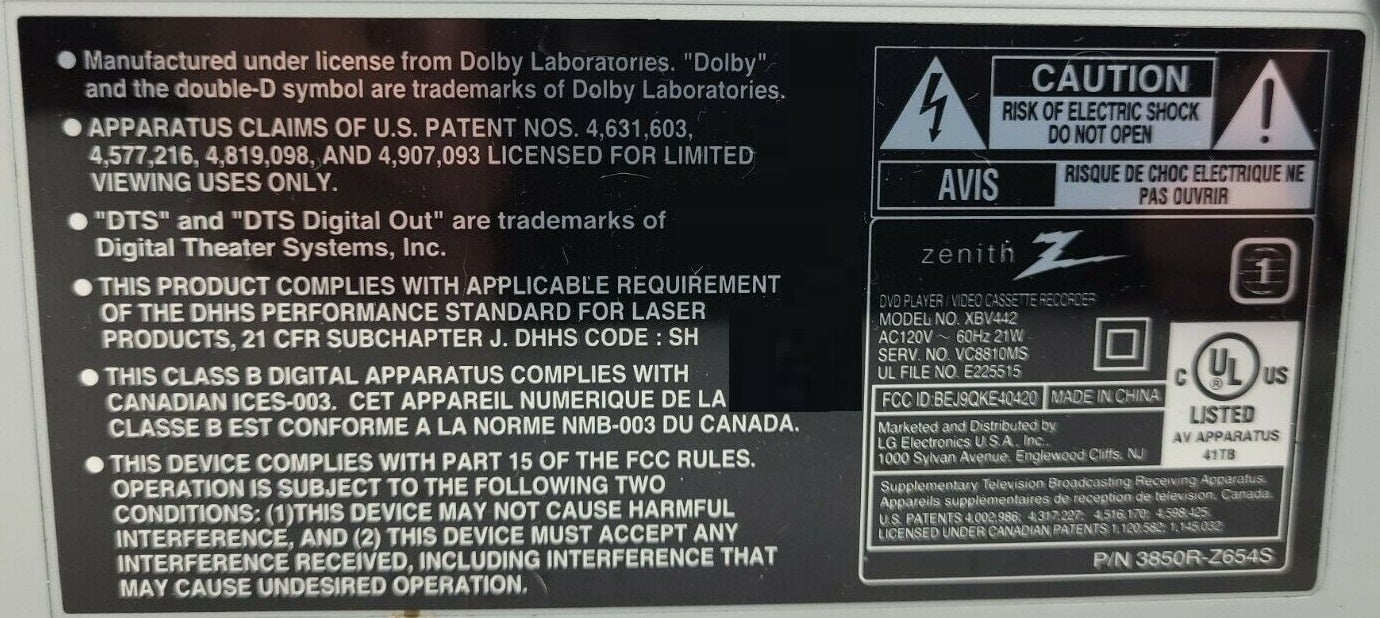 ● Manufactured under license from Dolby Laboratories. "Dolby"
and the double-D symbol are trademarks of Dolby Laboratories.
● APPARATUS CLAIMS OF U.S. PATENT NOS. 4,631,603,
4,577,216, 4,819,098, AND 4,907,093 LICENSED FOR LIMITED
VIEWING USES ONLY.
● "DTS" and "DTS Digital Out" are trademarks of
Digital Theater Systems, Inc.
● THIS PRODUCT COMPLIES WITH APPLICABLE REQUIREMENT
OF THE DHHS PERFORMANCE STANDARD FOR LASER
PRODUCTS, 21 CFR SUBCHAPTER J. DHHS CODE : SH
● THIS CLASS B DIGITAL APPARATUS COMPLIES WITH
CANADIAN ICES-003. CET APPAREIL NUMERIQUE DE LA
CLASSE B EST CONFORME A LA NORME NMB-003 DU CANADA.
● THIS DEVICE COMPLIES WITH PART 15 OF THE FCC RULES.
OPERATION IS SUBJECT TO THE FOLLOWING TWO
CONDITIONS: (1)THIS DEVICE MAY NOT CAUSE HARMFUL
INTERFERENCE, AND (2) THIS DEVICE MUST ACCEPT ANY
INTERFERENCE RECEIVED, INCLUDING INTERFERENCE THAT
MAY CAUSE UNDESIRED OPERATION.
CAUTION
RISK OF ELECTRIC SHOCK
DO NOT OPEN
!
AVIS
RISQUE DE CHOC ELECTRIQUE NE
PAS OUVRIR
zenith
1
DVD PLAYER / VIDEO CASSETTE RECORDER
MODEL NO. XBV442
AC120V ~ 60Hz 21W
SERV. NO. VC8810MS
UL FILE NO. E225515
FCC ID:BEJ9QKE40420
MADE IN CHINA
C UL ® US
LISTED
AV APPARATUS
41T8
Marketed and Distributed by
LG Electronics U.S.A., Inc.
1000 Sylvan Avenue, Englewood Cliffs, NJ
Supplementary Television Broadcasting Receiving Apparatus.
Appareils supplementaires de reception de television, Canada.
U.S. PATENTS 4,002,986; 4,317,227; 4,516,170; 4,598,425.
LICENSED UNDER CANADIAN PATENTS 1,120,582; 1,145,032
P/N 3850R-Z654S